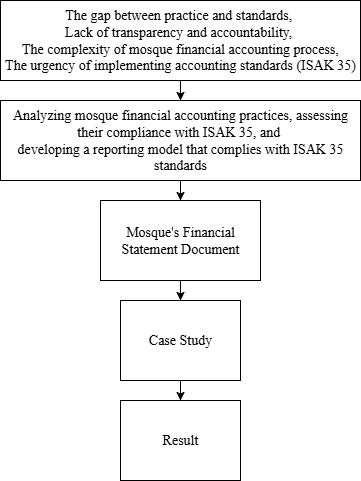 The gap between practice and standards,
Lack of transparency and accountability,
The complexity of mosque financial accounting process,
The urgency of implementing accounting standards (ISAK 35)
Analyzing mosque financial accounting practices, assessing
their compliance with ISAK 35, and
developing a reporting model that complies with ISAK 35
standards
Mosque's Financial
Statement Document
Case Study
Result